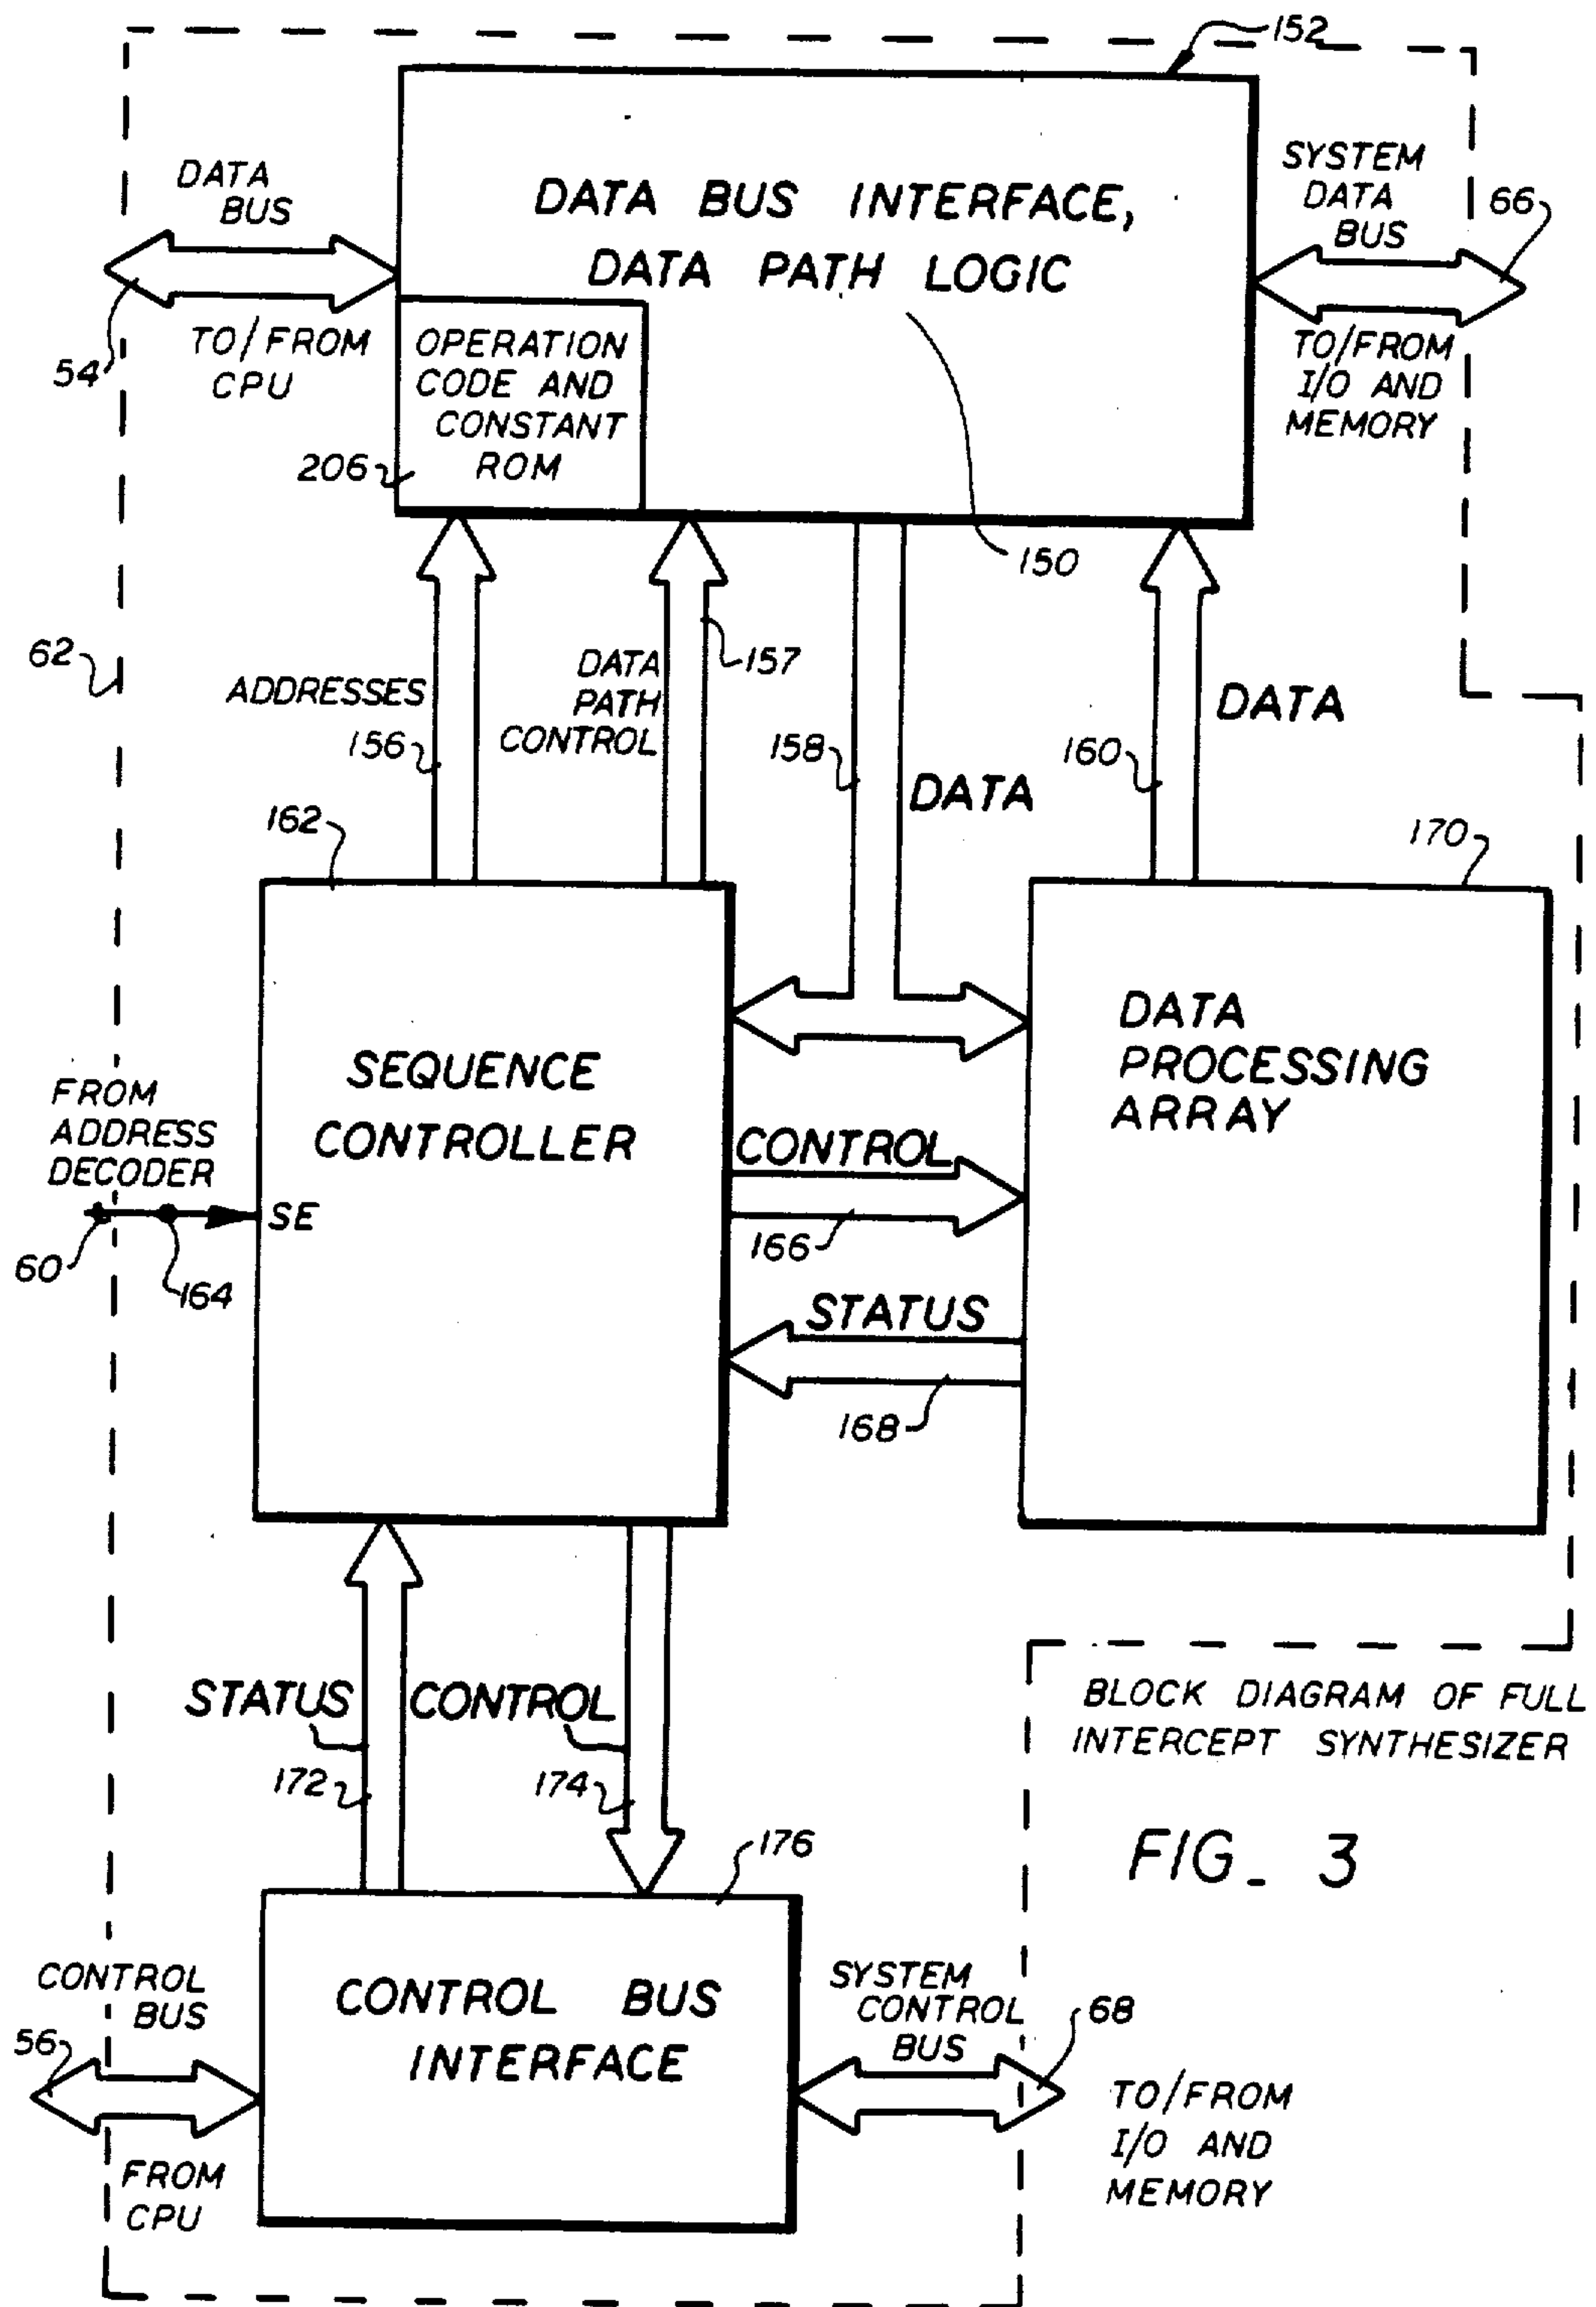 152
DATA
BUS
SYSTEM
DATA
BUS
66
DATA BUS INTERFACE,
DATA PATH LOGIC
54
TO/FROM
CPU
OPERATION
CODE AND
CONSTANT
ROM
206
TO/FROM
I/O AND
MEMORY
150
62
ADDRESSES
156
DATA
PATH
CONTROL
157
158
DATA
160
DATA
162
170
SEQUENCE
CONTROLLER
DATA
PROCESSING
ARRAY
FROM
ADDRESS
DECODER
SE
60
164
CONTROL
166
STATUS
168
STATUS
172
CONTROL
174
BLOCK DIAGRAM OF FULL
INTERCEPT SYNTHESIZER
FIG_ 3
176
CONTROL
BUS
56
CONTROL BUS
INTERFACE
SYSTEM
CONTROL
BUS
68
FROM
CPU
TO/FROM
I/O AND
MEMORY